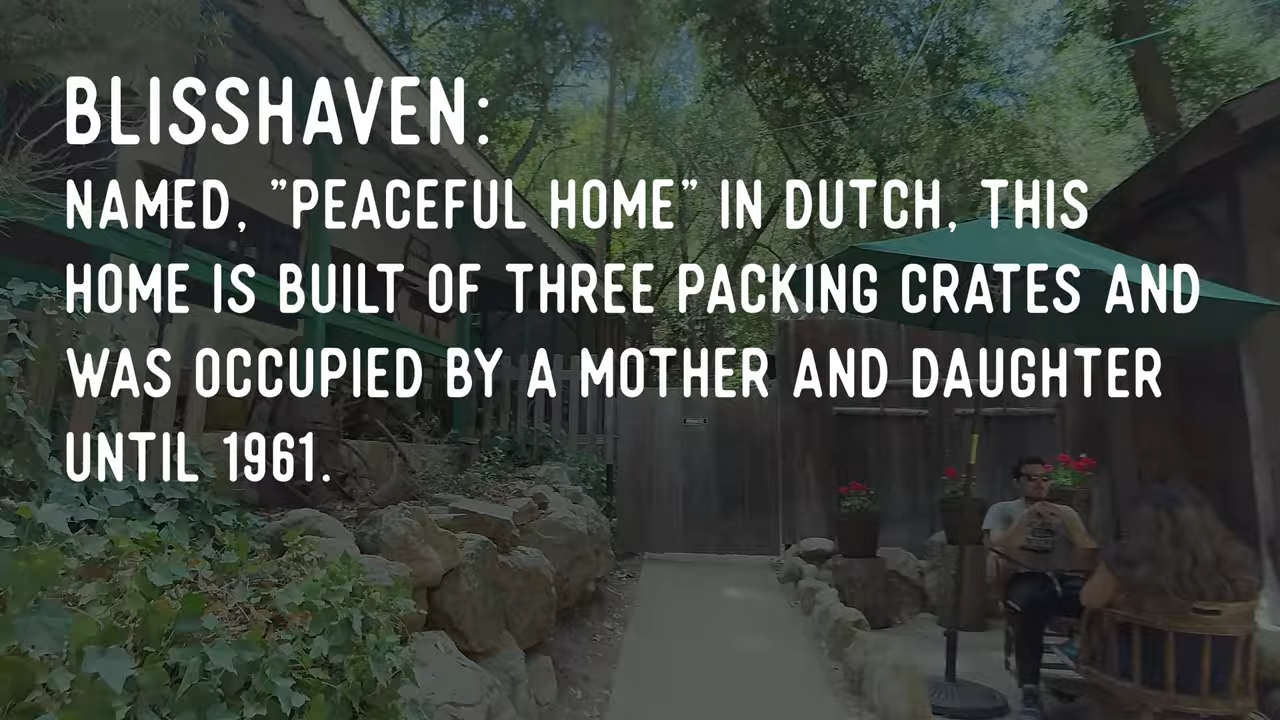 BLISSHAVEN:
NAMED, "PEACEFUL HOME" IN DUTCH, THIS
HOME IS BUILT OF THREE PACKING CRATES AND
WAS OCCUPIED BY A MOTHER AND DAUGHTER
UNTIL 1961.